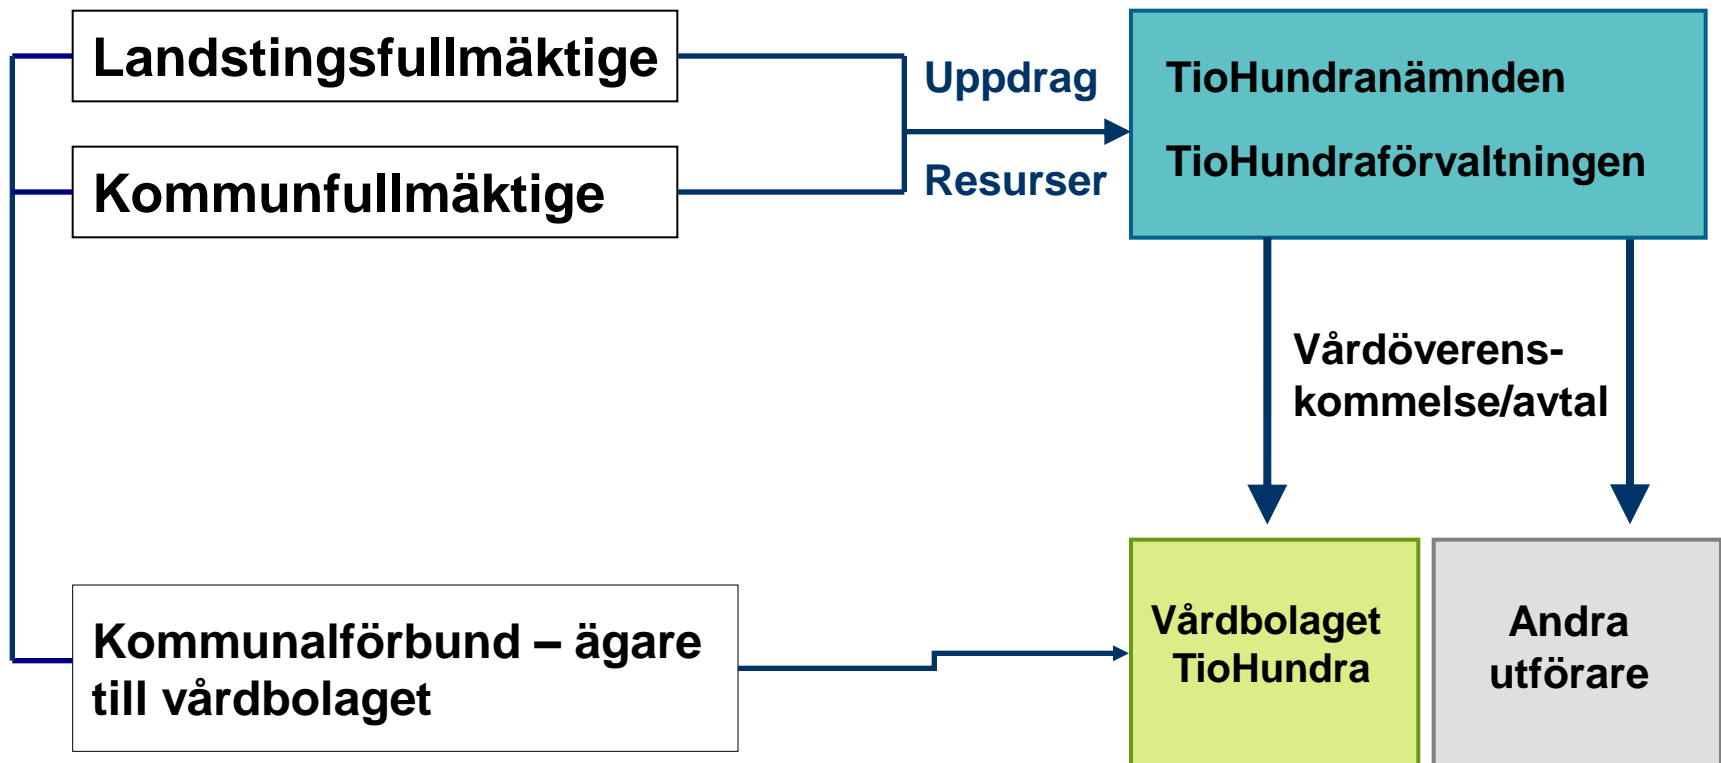 Landstingsfullmäktige
Kommunfullmäktige
Uppdrag
Resurser
TioHundranämnden
TioHundraförvaltningen
Vårdöverens-
kommelse/avtal
Kommunalförbund – ägare
till vårdbolaget
Vårdbolaget
TioHundra
Andra
utförare